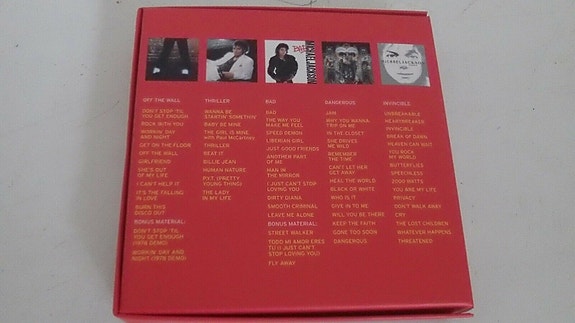 BAD
MICHAEL JACKSON
MICHAEL JACKSON
OFF THE WALL
DON'T STOP 'TIL
YOU GET ENOUGH
ROCK WITH YOU
WORKIN' DAY
AND NIGHT
GET ON THE FLOOR
OFF THE WALL
GIRLFRIEND
SHE'S OUT
OF MY LIFE
I CAN'T HELP IT
IT'S THE FALLING
IN LOVE
BURN THIS
DISCO OUT
BONUS MATERIAL:
DON'T STOP 'TIL
YOU GET ENOUGH
(1978 DEMO)
WORKIN' DAY AND
NIGHT (1978 DEMO)
THRILLER
WANNA BE
STARTIN' SOMETHIN'
BABY BE MINE
THE GIRL IS MINE
with Paul McCartney
THRILLER
BEAT IT
BILLIE JEAN
HUMAN NATURE
P.Y.T. (PRETTY
YOUNG THING)
THE LADY
IN MY LIFE
BAD
BAD
THE WAY YOU
MAKE ME FEEL
SPEED DEMON
LIBERIAN GIRL
JUST GOOD FRIENDS
ANOTHER PART
OF ME
MAN IN
THE MIRROR
I JUST CAN'T STOP
LOVING YOU
DIRTY DIANA
SMOOTH CRIMINAL
LEAVE ME ALONE
BONUS MATERIAL:
STREET WALKER
TODO MI AMOR ERES
TU (I JUST CAN'T
STOP LOVING YOU)
FLY AWAY
DANGEROUS
JAM
WHY YOU WANNA
TRIP ON ME
IN THE CLOSET
SHE DRIVES
ME WILD
REMEMBER
THE TIME
CAN'T LET HER
GET AWAY
HEAL THE WORLD
BLACK OR WHITE
WHO IS IT
GIVE IN TO ME
WILL YOU BE THERE
KEEP THE FAITH
GONE TOO SOON
DANGEROUS
INVINCIBLE
UNBREAKABLE
HEARTBREAKER
INVINCIBLE
BREAK OF DAWN
HEAVEN CAN WAIT
YOU ROCK
MY WORLD
BUTTERFLIES
SPEECHLESS
2000 WATTS
YOU ARE MY LIFE
PRIVACY
DON'T WALK AWAY
CRY
THE LOST CHILDREN
WHATEVER HAPPENS
THREATENED